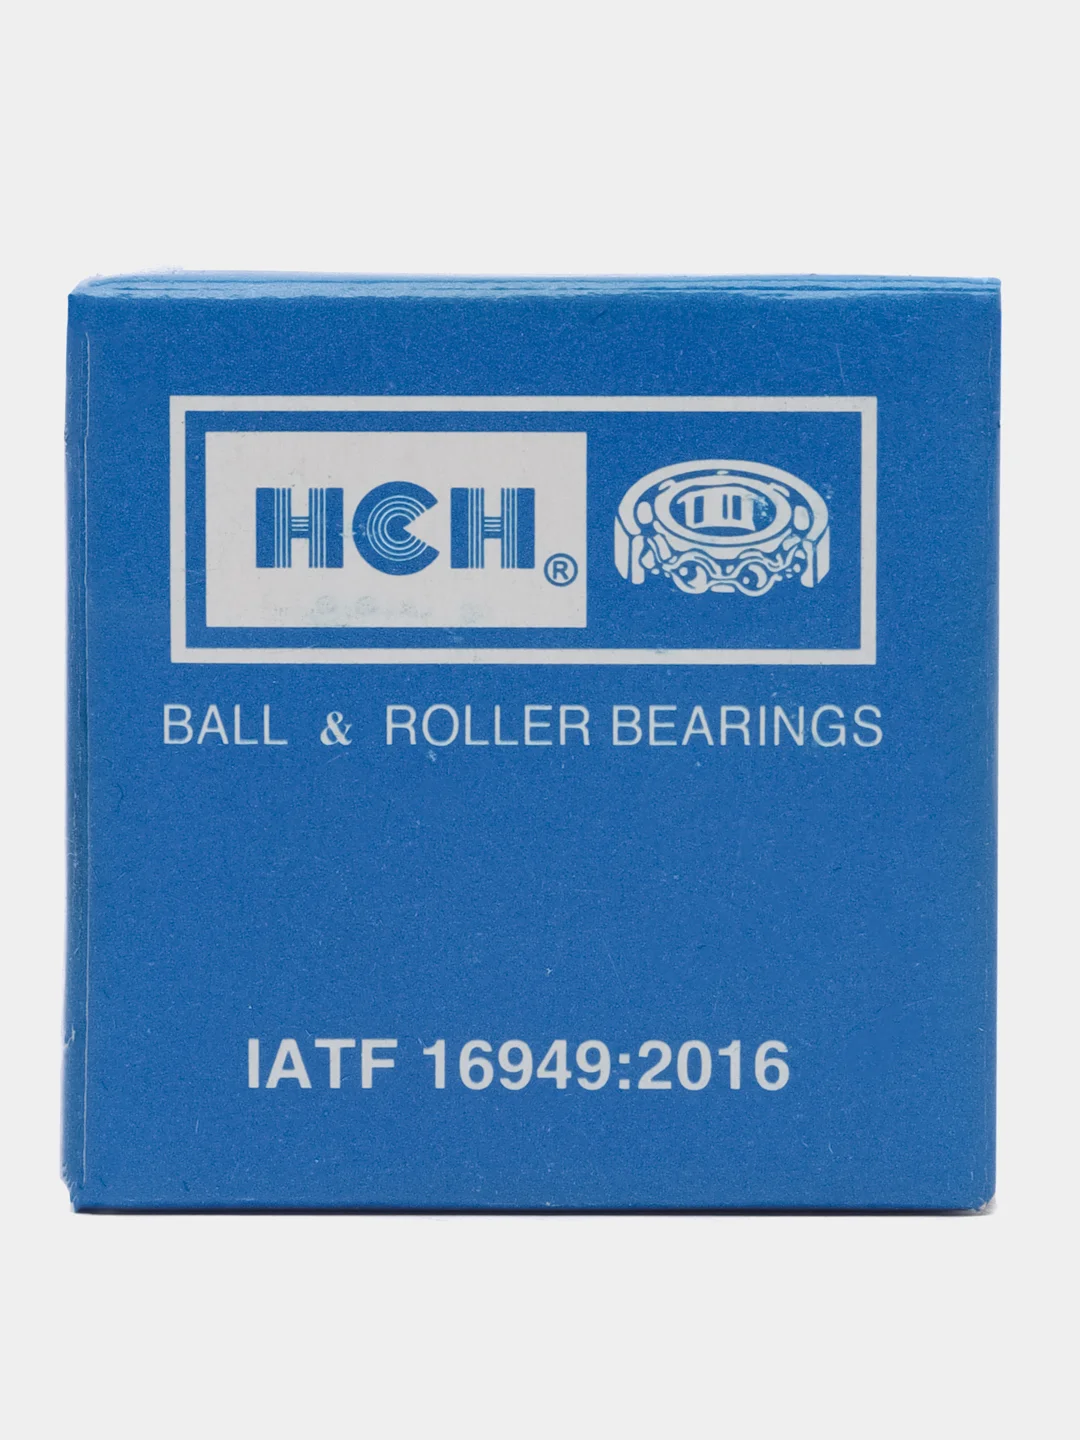 HCH®
BALL & ROLLER BEARINGS
IATF 16949:2016